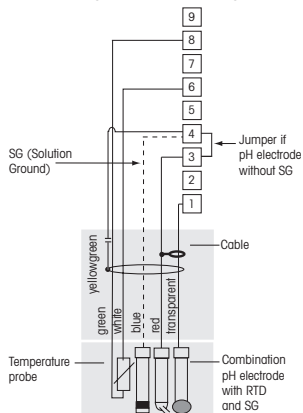 9
8
7
6
5
4
3
2
1
Jumper if
pH electrode
without SG
SG (Solution
Ground)
Cable
yellowgreen
green
white
blue
red
transparent
Temperature
probe
Combination
pH electrode
with RTD
and SG